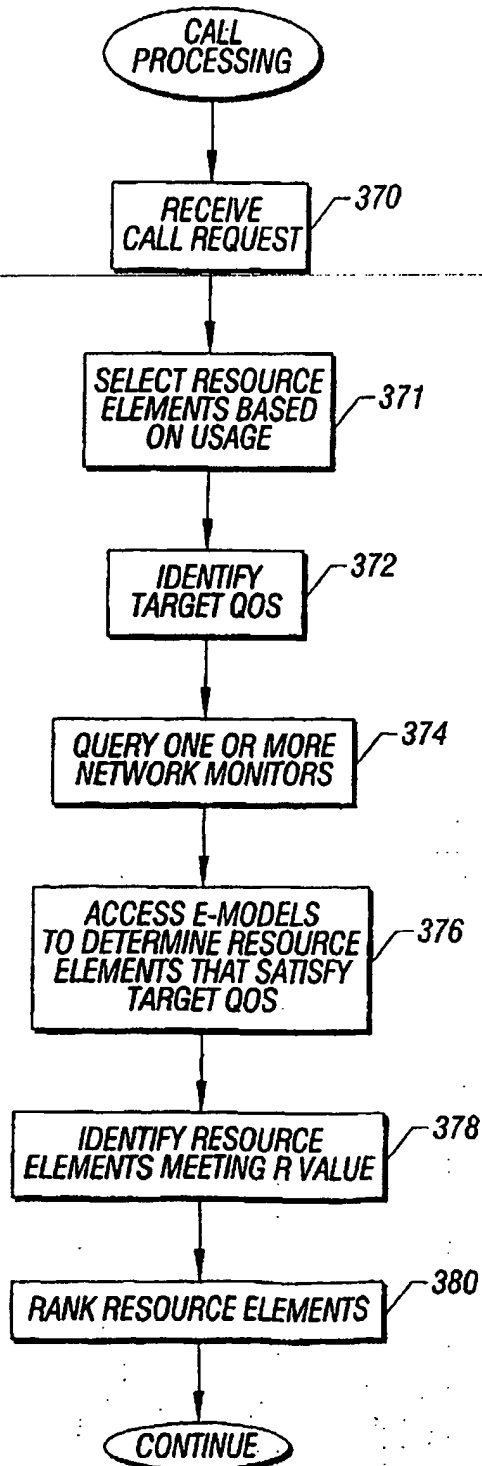 CALL
PROCESSING
RECEIVE
CALL REQUEST
370
SELECT RESOURCE
ELEMENTS BASED
ON USAGE
371
IDENTIFY
TARGET QOS
372
QUERY ONE OR MORE
NETWORK MONITORS
374
ACCESS E-MODELS
TO DETERMINE RESOURCE
ELEMENTS THAT SATISFY
TARGET QOS
376
IDENTIFY RESOURCE
ELEMENTS MEETING R VALUE
378
RANK RESOURCE ELEMENTS
380
CONTINUE